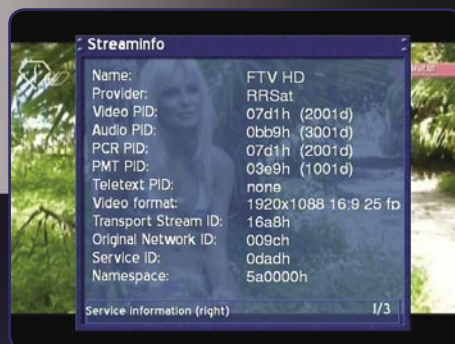 Streaminfo
Name: FTV HD
Provider: RRSat
Video PID: 07d1h (2001d)
Audio PID: 0bb9h (3001d)
PCR PID: 07d1h (2001d)
PMT PID: 03e9h (1001d)
Teletext PID: none
Video format: 1920x1088 16:9 25 fp
Transport Stream ID: 16a8h
Original Network ID: 009ch
Service ID: 0dadh
Namespace: 5a0000h
Service information (right) 1/3